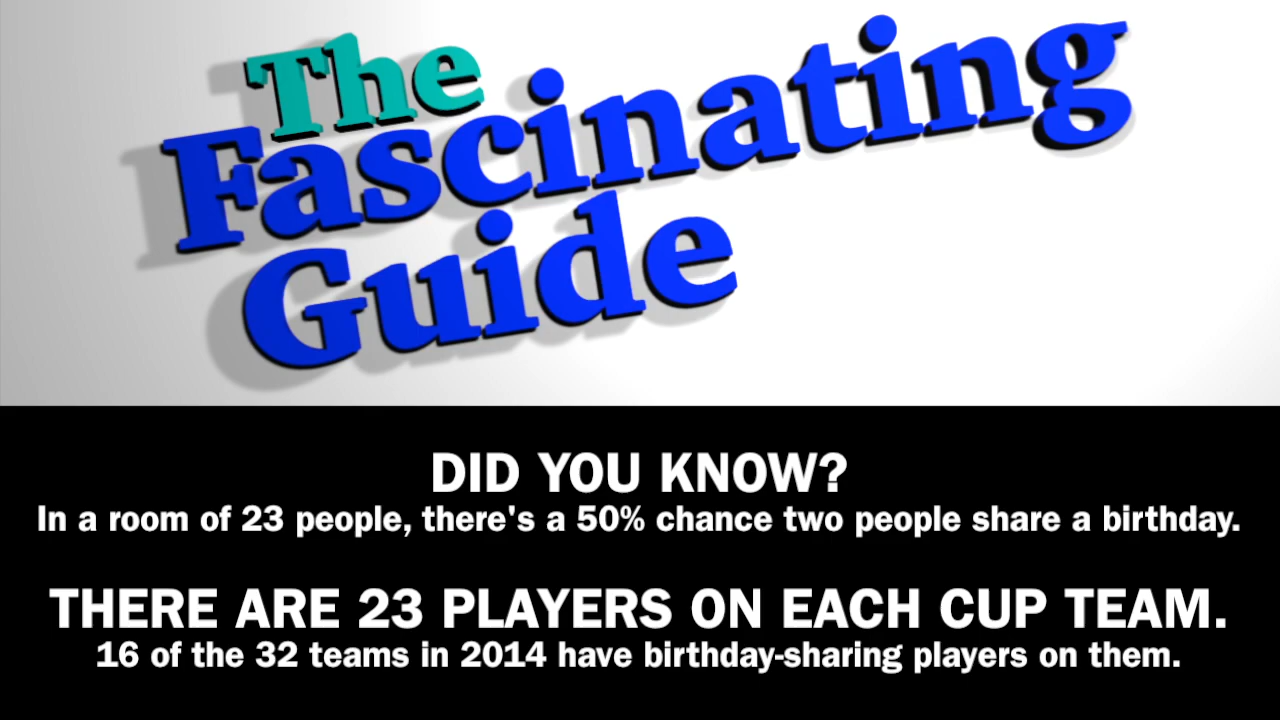 The
Fascinating
Guide
DID YOU KNOW?
In a room of 23 people, there's a 50% chance two people share a birthday.
THERE ARE 23 PLAYERS ON EACH CUP TEAM.
16 of the 32 teams in 2014 have birthday-sharing players on them.